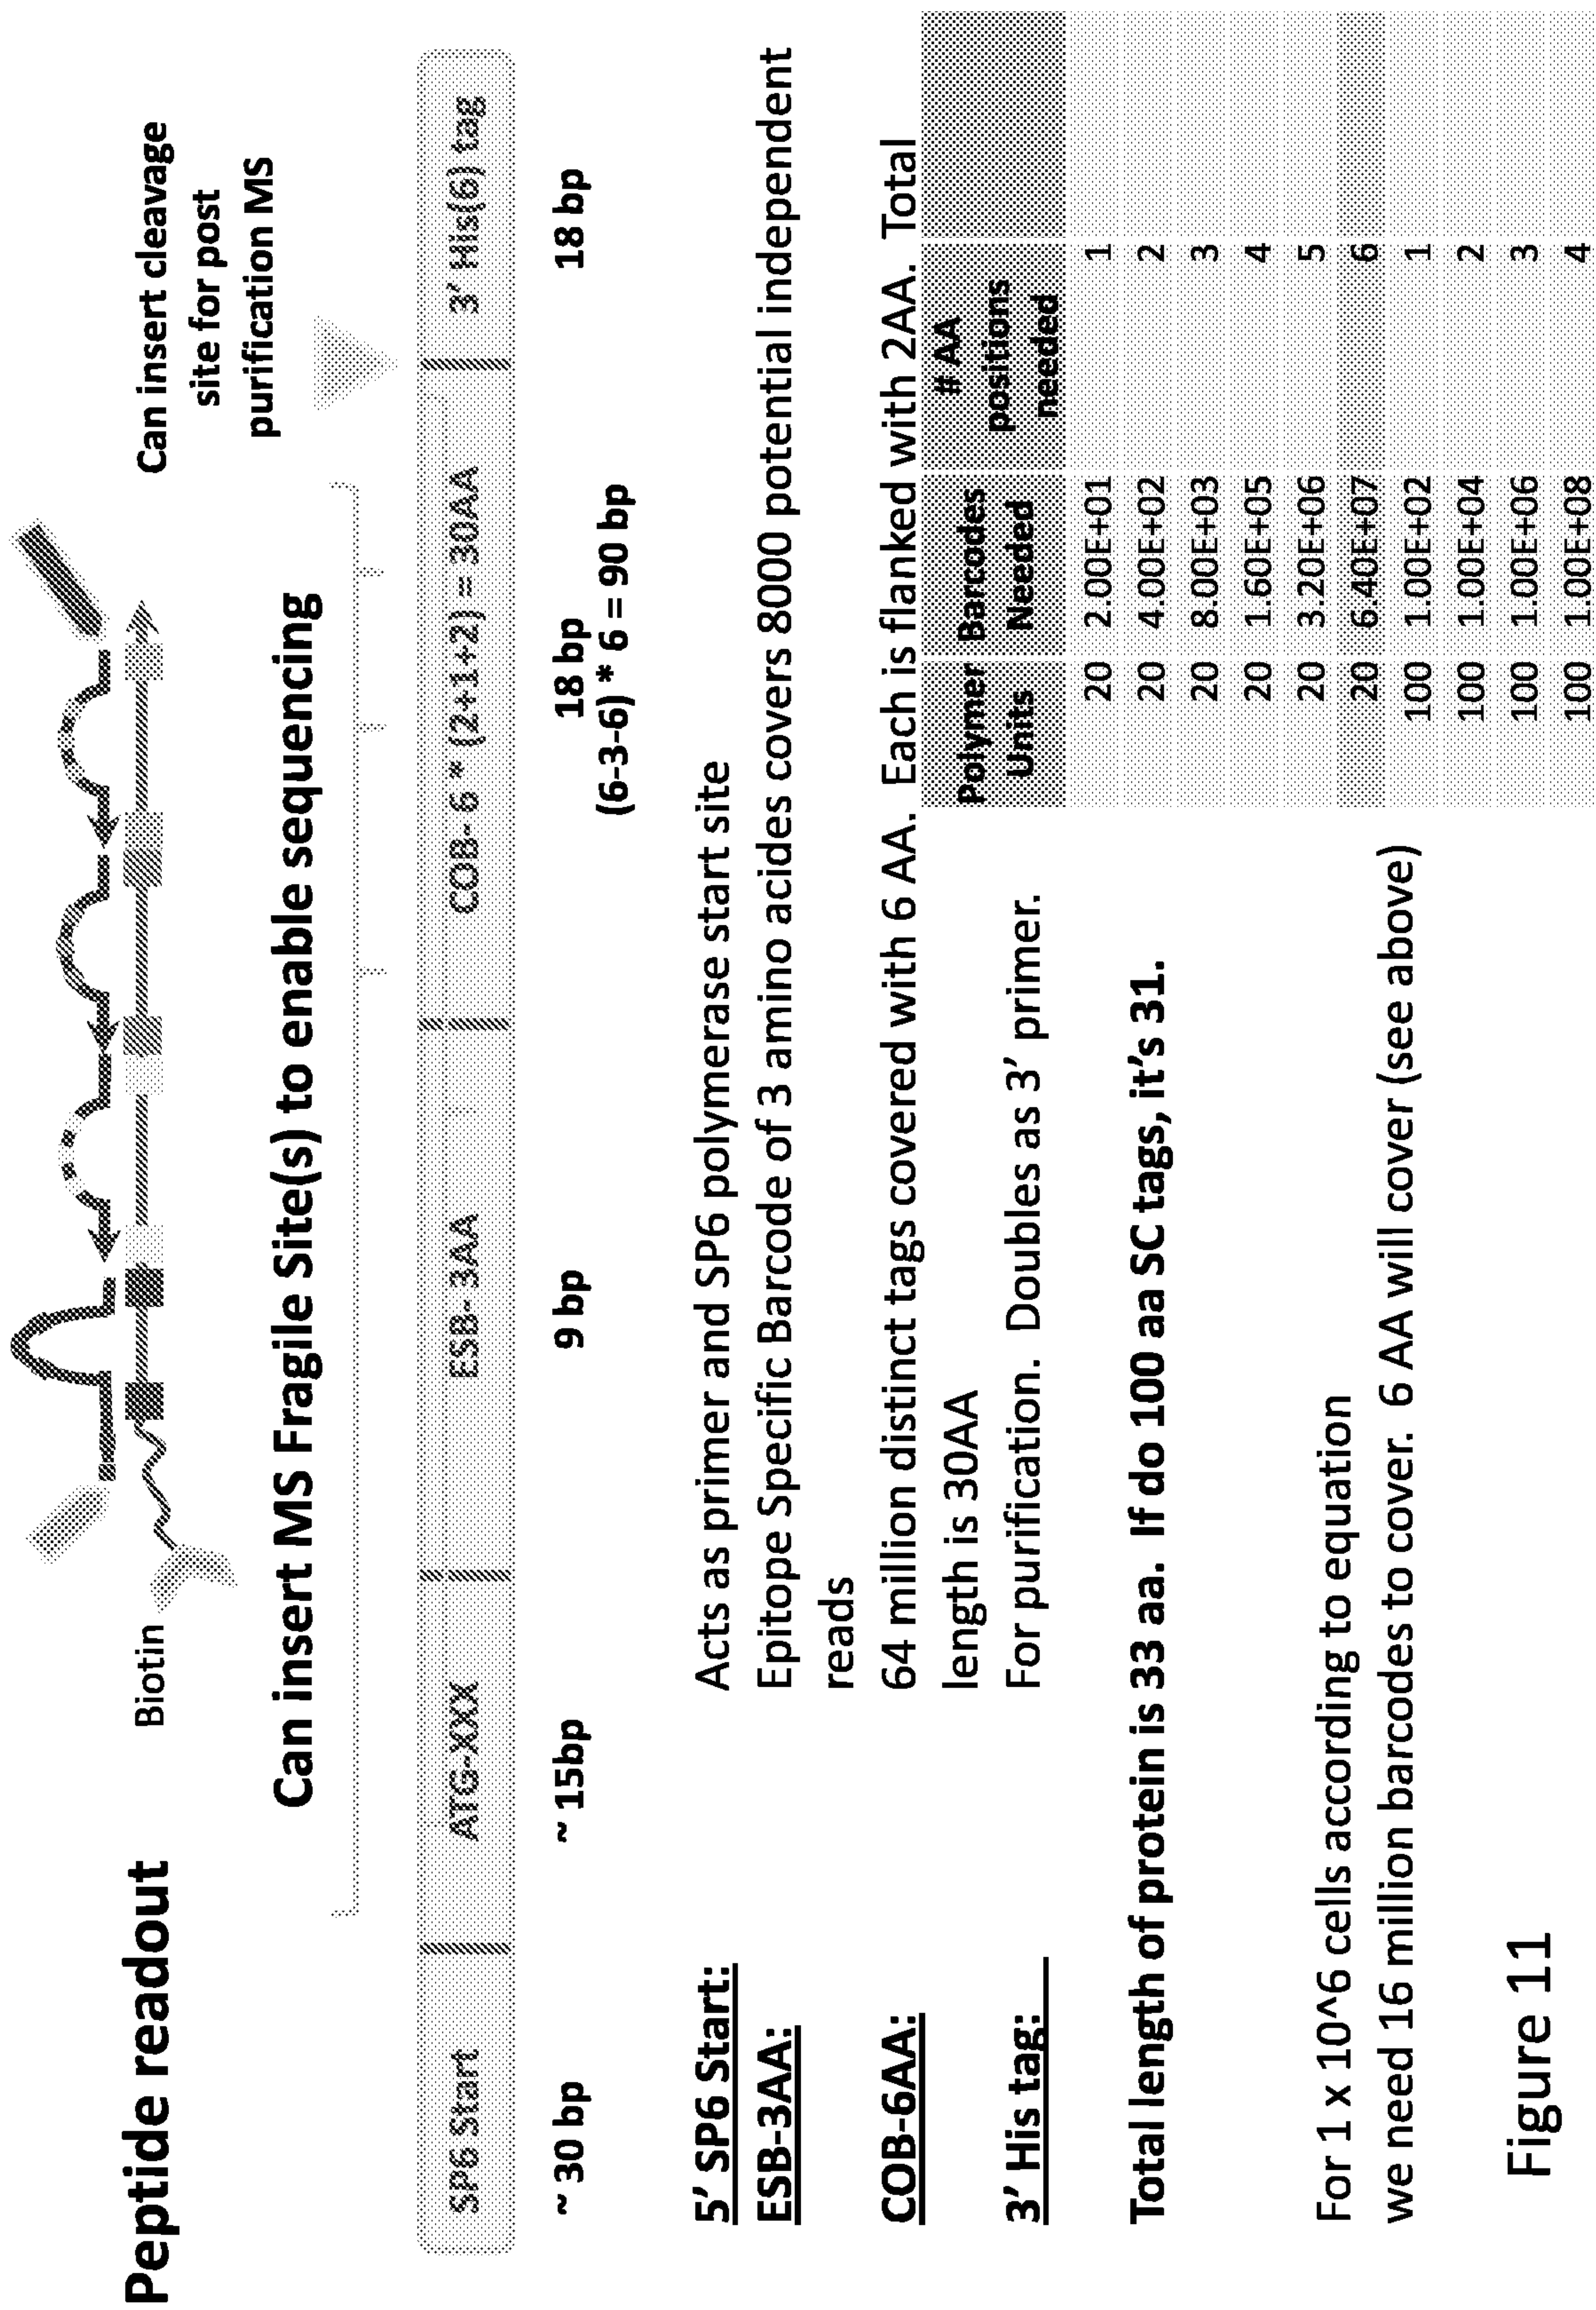 Peptide readout
Biotin
Can insert MS Fragile Site(s) to enable sequencing
Can insert cleavage
site for post
purification MS
SP6 Start
ATG-XXX
ESB- 3AA
COB- 6 * (2+1+2) = 30AA
3’ His(6) tag
~ 30 bp
~ 15bp
9 bp
18 bp
(6-3-6) * 6 = 90 bp
18 bp
5’ SP6 Start: Acts as primer and SP6 polymerase start site
ESB-3AA: Epitope Specific Barcode of 3 amino acides covers 8000 potential independent
reads
COB-6AA: 64 million distinct tags covered with 6 AA. Each is flanked with 2AA. Total
length is 30AA
3’ His tag: For purification. Doubles as 3’ primer.
Total length of protein is 33 aa. If do 100 aa SC tags, it’s 31.
For 1 x 10^6 cells according to equation
we need 16 million barcodes to cover. 6 AA will cover (see above)
Polymer Barcodes # AA
Units Needed positions
needed
20 2.00E+01 1
20 4.00E+02 2
20 8.00E+03 3
20 1.60E+05 4
20 3.20E+06 5
20 6.40E+07 6
100 1.00E+02 1
100 1.00E+04 2
100 1.00E+06 3
100 1.00E+08 4
Figure 11